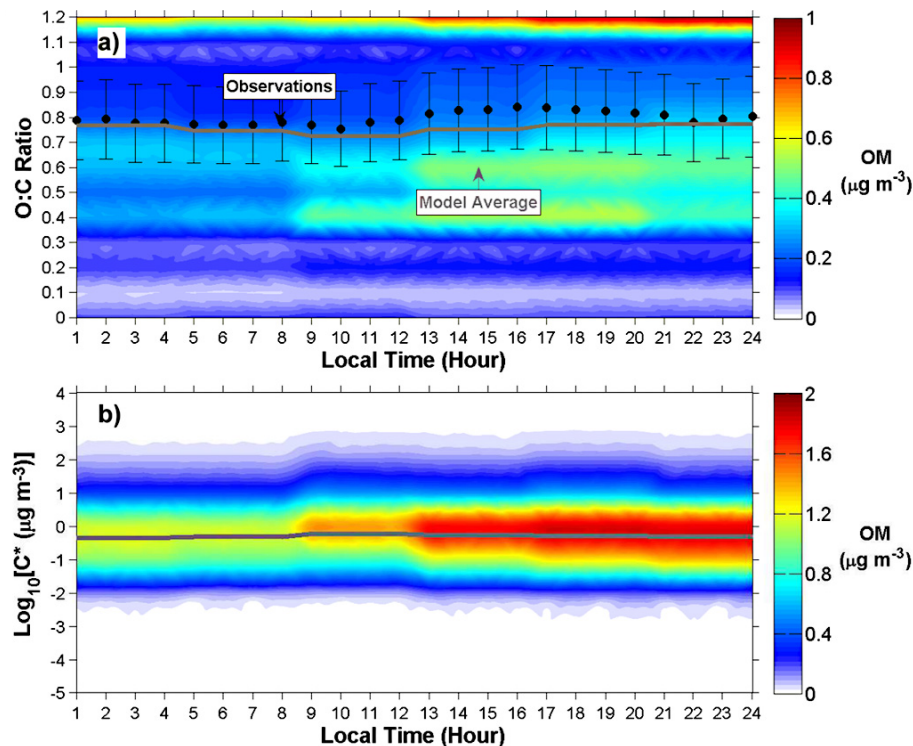 a)
1.2
1.1
1
0.9
0.8
0.7
0.6
0.5
0.4
0.3
0.2
0.1
0
O:C Ratio
Observations
Model Average
1 2 3 4 5 6 7 8 9 10 11 12 13 14 15 16 17 18 19 20 21 22 23 24
Local Time (Hour)
1
0.8
0.6
0.4
0.2
0
OM
(µg m-3)
b)
4
3
2
1
0
-1
-2
-3
-4
-5
Log10[C* (µg m-3)]
1 2 3 4 5 6 7 8 9 10 11 12 13 14 15 16 17 18 19 20 21 22 23 24
Local Time (Hour)
2
1.6
1.2
0.8
0.4
0
OM
(µg m-3)